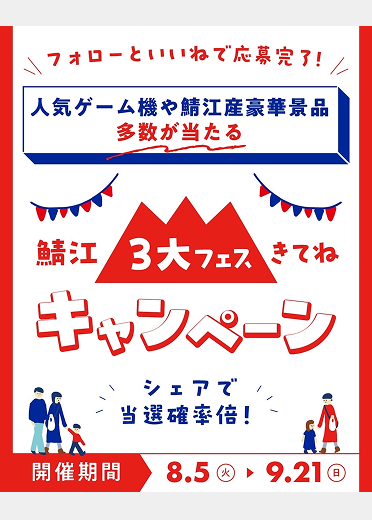 フォローといいねで応募完了!
人気ゲーム機や鯖江産豪華景品
多数が当たる
鯖江 3大フェス きてね
キャンペーン
シェアで
当選確率倍!
開催期間 8.5 火 ▶ 9.21 日